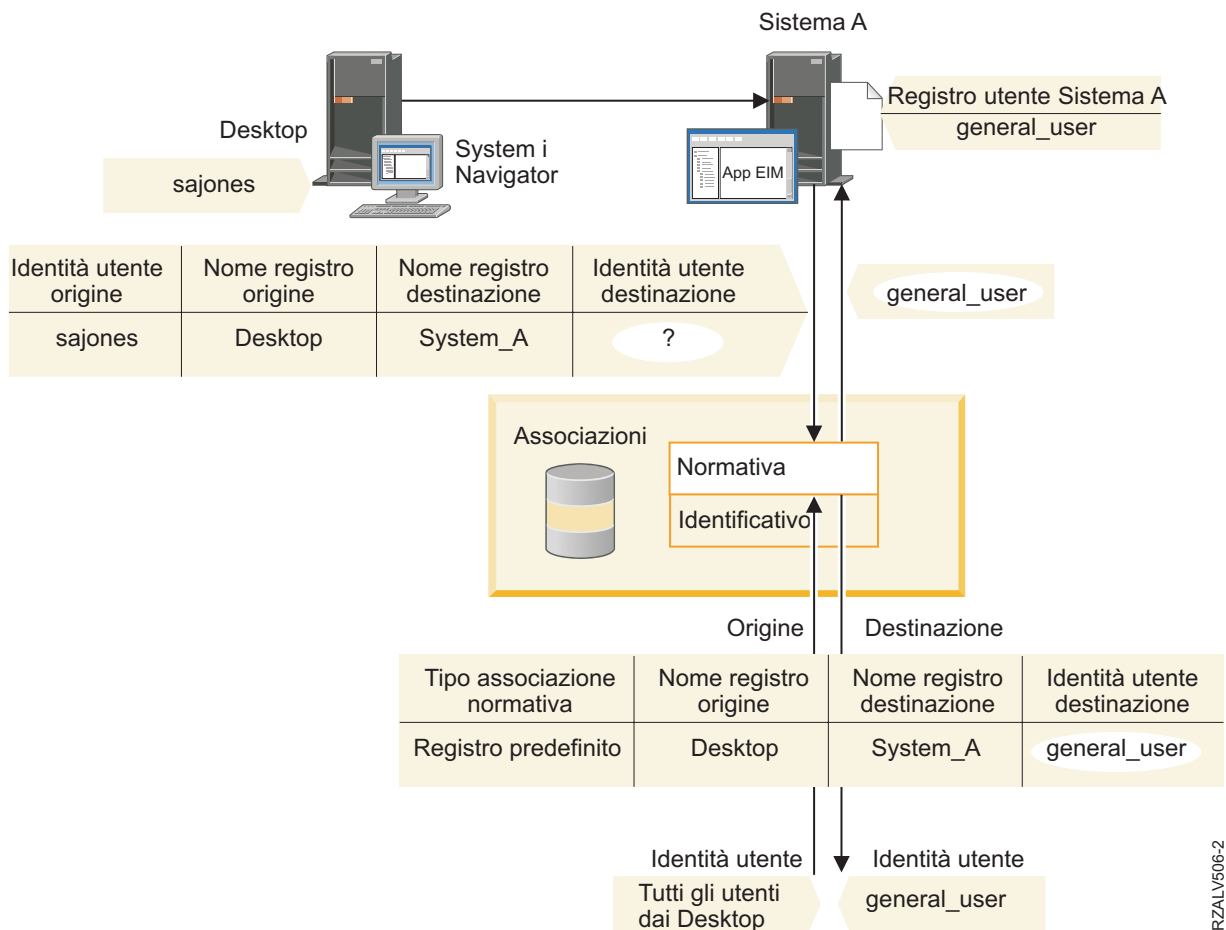 Sistema A
Registro utente Sistema A
general_user
Desktop
System i
Navigator
App EIM
sajones
Identità utente
origine
Nome registro
origine
Nome registro
destinazione
Identità utente
destinazione
sajones
Desktop
System_A
?
general_user
Associazioni
Normativa
Identificativo
Origine
Destinazione
Tipo associazione
normativa
Nome registro
origine
Nome registro
destinazione
Identità utente
destinazione
Registro predefinito
Desktop
System_A
general_user
Identità utente
Identità utente
Tutti gli utenti
dai Desktop
general_user
RZALV506-2